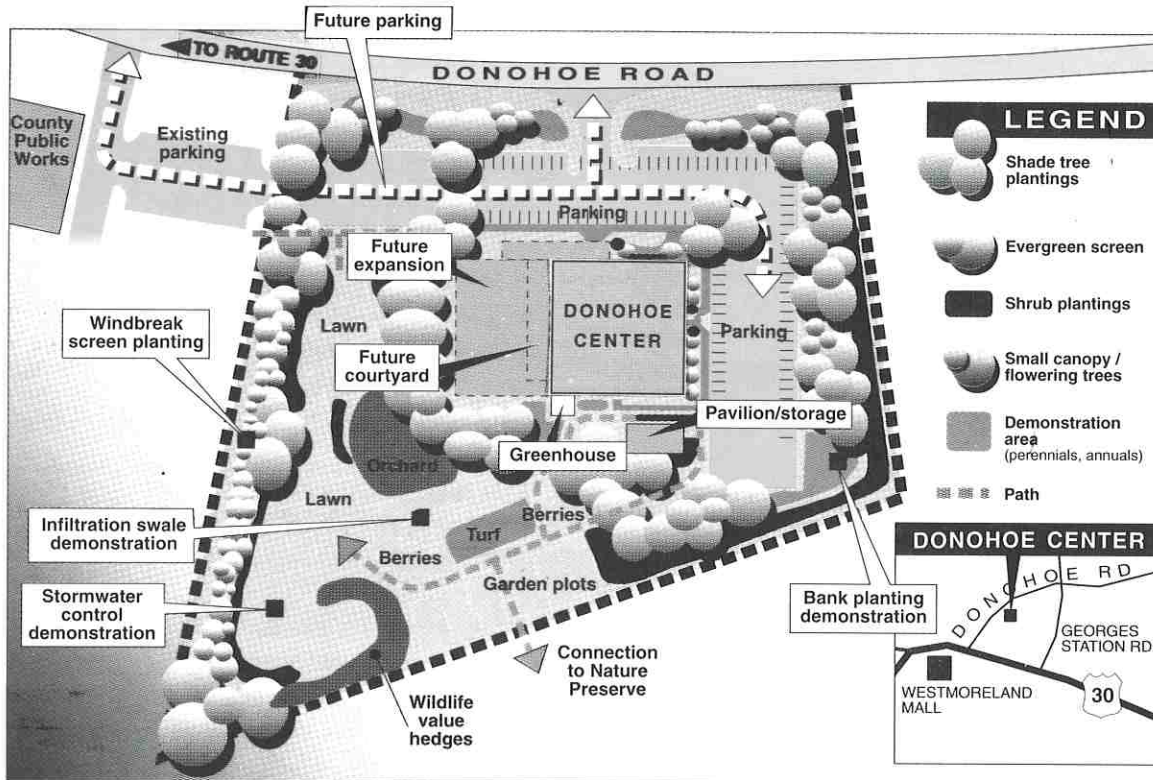 Future parking
TO ROUTE 30
DONOHOE ROAD
County
Public
Works
Existing
parking
Parking
Future
expansion
DONOHOE
CENTER
Parking
Lawn
Windbreak
screen planting
Future
courtyard
Pavilion/storage
Greenhouse
Orchard
Lawn
Infiltration swale
demonstration
Turf
Berries
Berries
Garden plots
Stormwater
control
demonstration
Bank planting
demonstration
Connection
to Nature
Preserve
Wildlife
value
hedges
LEGEND
Shade tree
plantings
Evergreen screen
Shrub plantings
Small canopy /
flowering trees
Demonstration
area
(perennials, annuals)
Path
DONOHOE CENTER
DONOHOE RD
GEORGES
STATION RD
WESTMORELAND
MALL
30